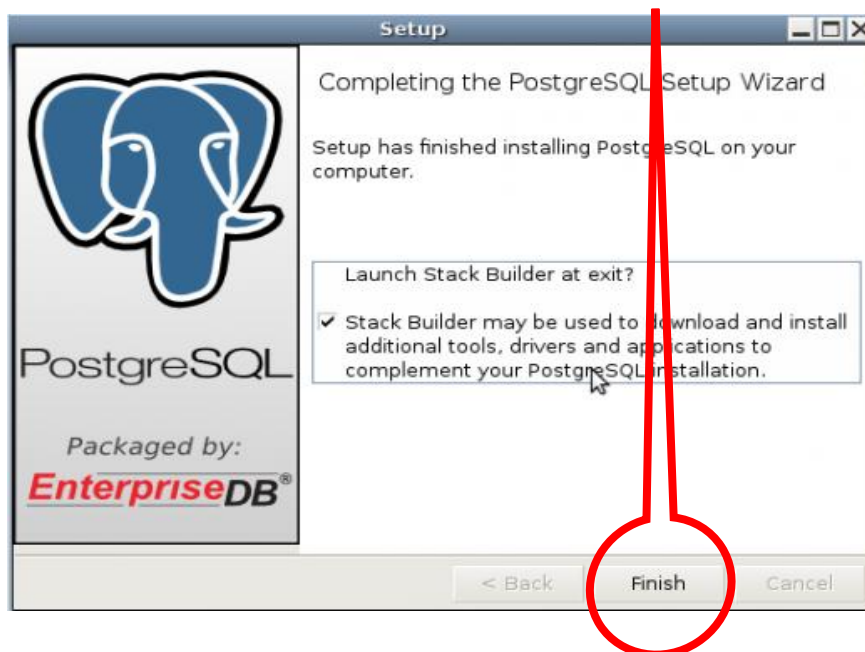 Setup
Completing the PostgreSQL Setup Wizard
Setup has finished installing PostgreSQL on your
computer.
Launch Stack Builder at exit?
Stack Builder may be used to download and install
additional tools, drivers and applications to
complement your PostgreSQL installation.
PostgreSQL
Packaged by:
EnterpriseDB®
< Back
Finish
Cancel